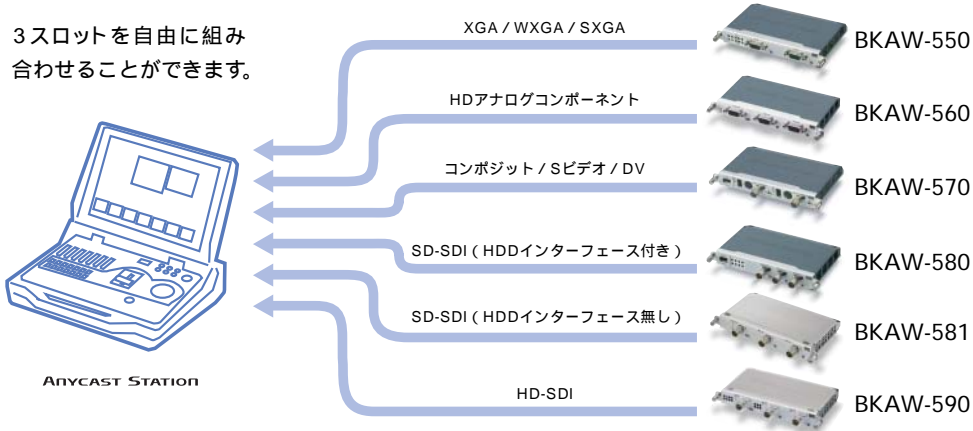 3スロットを自由に組み
合わせることができます。
XGA / WXGA / SXGA
BKAW-550
HDアナログコンポーネント
BKAW-560
コンポジット / Sビデオ / DV
BKAW-570
SD-SDI（HDDインターフェース付き）
BKAW-580
SD-SDI（HDDインターフェース無し）
BKAW-581
HD-SDI
BKAW-590
ANYCAST STATION